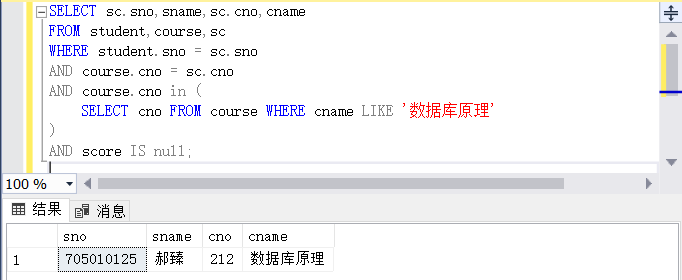 SELECT sc.sno,sname,sc.cno,cname
FROM student,course,sc
WHERE student.sno = sc.sno
AND course.cno = sc.cno
AND course.cno in (
SELECT cno FROM course WHERE cname LIKE '数据库原理'
)
AND score IS null;
100 %
结果 消息
sno sname cno cname
1 705010125 郝臻 212 数据库原理